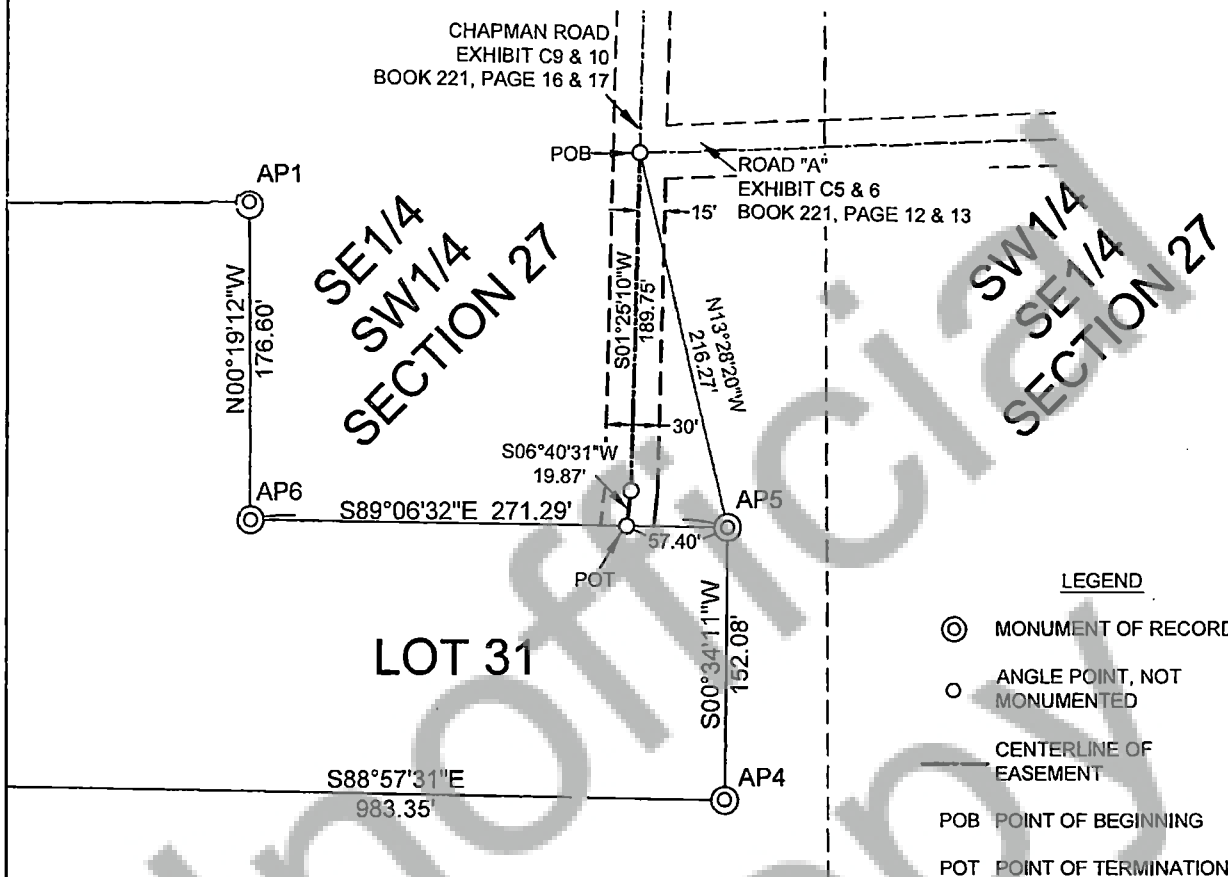 CHAPMAN ROAD
EXHIBIT C9 & 10
BOOK 221, PAGE 16 & 17
POB
ROAD "A"
EXHIBIT C5 & 6
BOOK 221, PAGE 12 & 13
AP1
15'
SE1/4
SW1/4
SECTION 27
SW1/4
SE1/4
SECTION 27
N00°19'12"W
176.60'
S01°25'10"W
189.75'
N13°28'20"W
216.27'
30'
S06°40'31"W
19.87'
AP6
S89°06'32"E 271.29'
AP5
57.40'
POT
LOT 31
S00°34'11"W
152.08'
S88°57'31"E
983.35'
AP4
LEGEND
MONUMENT OF RECORD
ANGLE POINT, NOT
MONUMENTED
CENTERLINE OF
EASEMENT
POB POINT OF BEGINNING
POT POINT OF TERMINATION
Unofficial
Copy